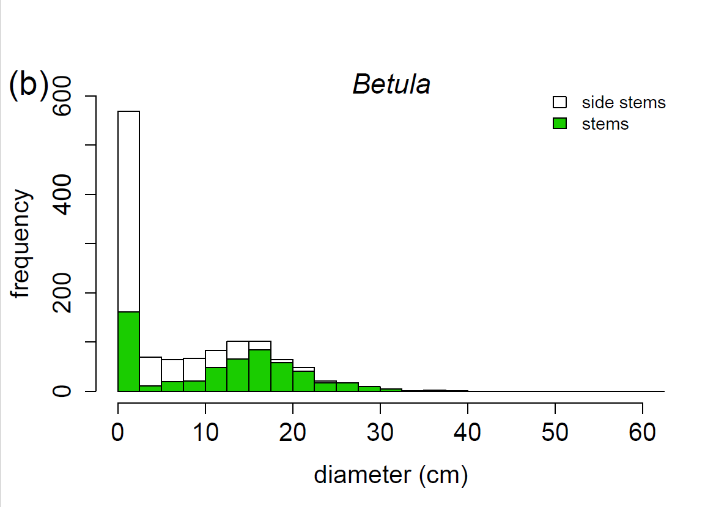 (b)
Betula
side stems
stems
frequency
600
400
200
0
0 10 20 30 40 50 60
diameter (cm)